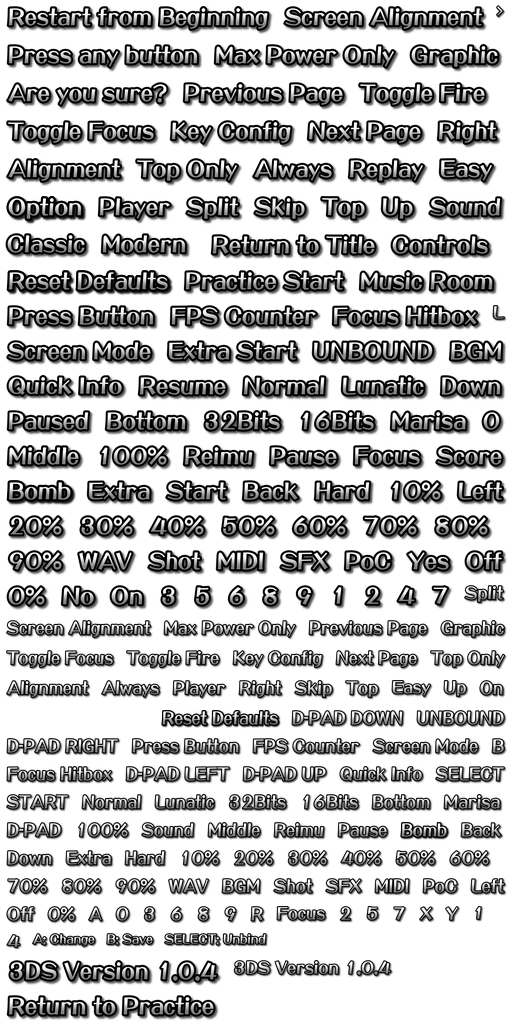 Restart from Beginning Screen Alignment ›
Press any button Max Power Only Graphic
Are you sure? Previous Page Toggle Fire
Toggle Focus Key Config Next Page Right
Alignment Top Only Always Replay Easy
Option Player Split Skip Top Up Sound
Classic Modern Return to Title Controls
Reset Defaults Practice Start Music Room
Press Button FPS Counter Focus Hitbox L
Screen Mode Extra Start UNBOUND BGM
Quick Info Resume Normal Lunatic Down
Paused Bottom 32Bits 16Bits Marisa 0
Middle 100% Reimu Pause Focus Score
Bomb Extra Start Back Hard 10% Left
20% 30% 40% 50% 60% 70% 80%
90% WAV Shot MIDI SFX PoC Yes Off
0% No On 3 5 6 8 9 1 2 4 7 Split
Screen Alignment Max Power Only Previous Page Graphic
Toggle Focus Toggle Fire Key Config Next Page Top Only
Alignment Always Player Right Skip Top Easy Up On
Reset Defaults D-PAD DOWN UNBOUND
D-PAD RIGHT Press Button FPS Counter Screen Mode B
Focus Hitbox D-PAD LEFT D-PAD UP Quick Info SELECT
START Normal Lunatic 32Bits 16Bits Bottom Marisa
D-PAD 100% Sound Middle Reimu Pause Bomb Back
Down Extra Hard 10% 20% 30% 40% 50% 60%
70% 80% 90% WAV BGM Shot SFX MIDI PoC Left
Off 0% A 0 3 6 8 9 R Focus 2 5 7 X Y 1
4 A: Change B: Save SELECT: Unbind
3DS Version 1.0.4 3DS Version 1.0.4
Return to Practice